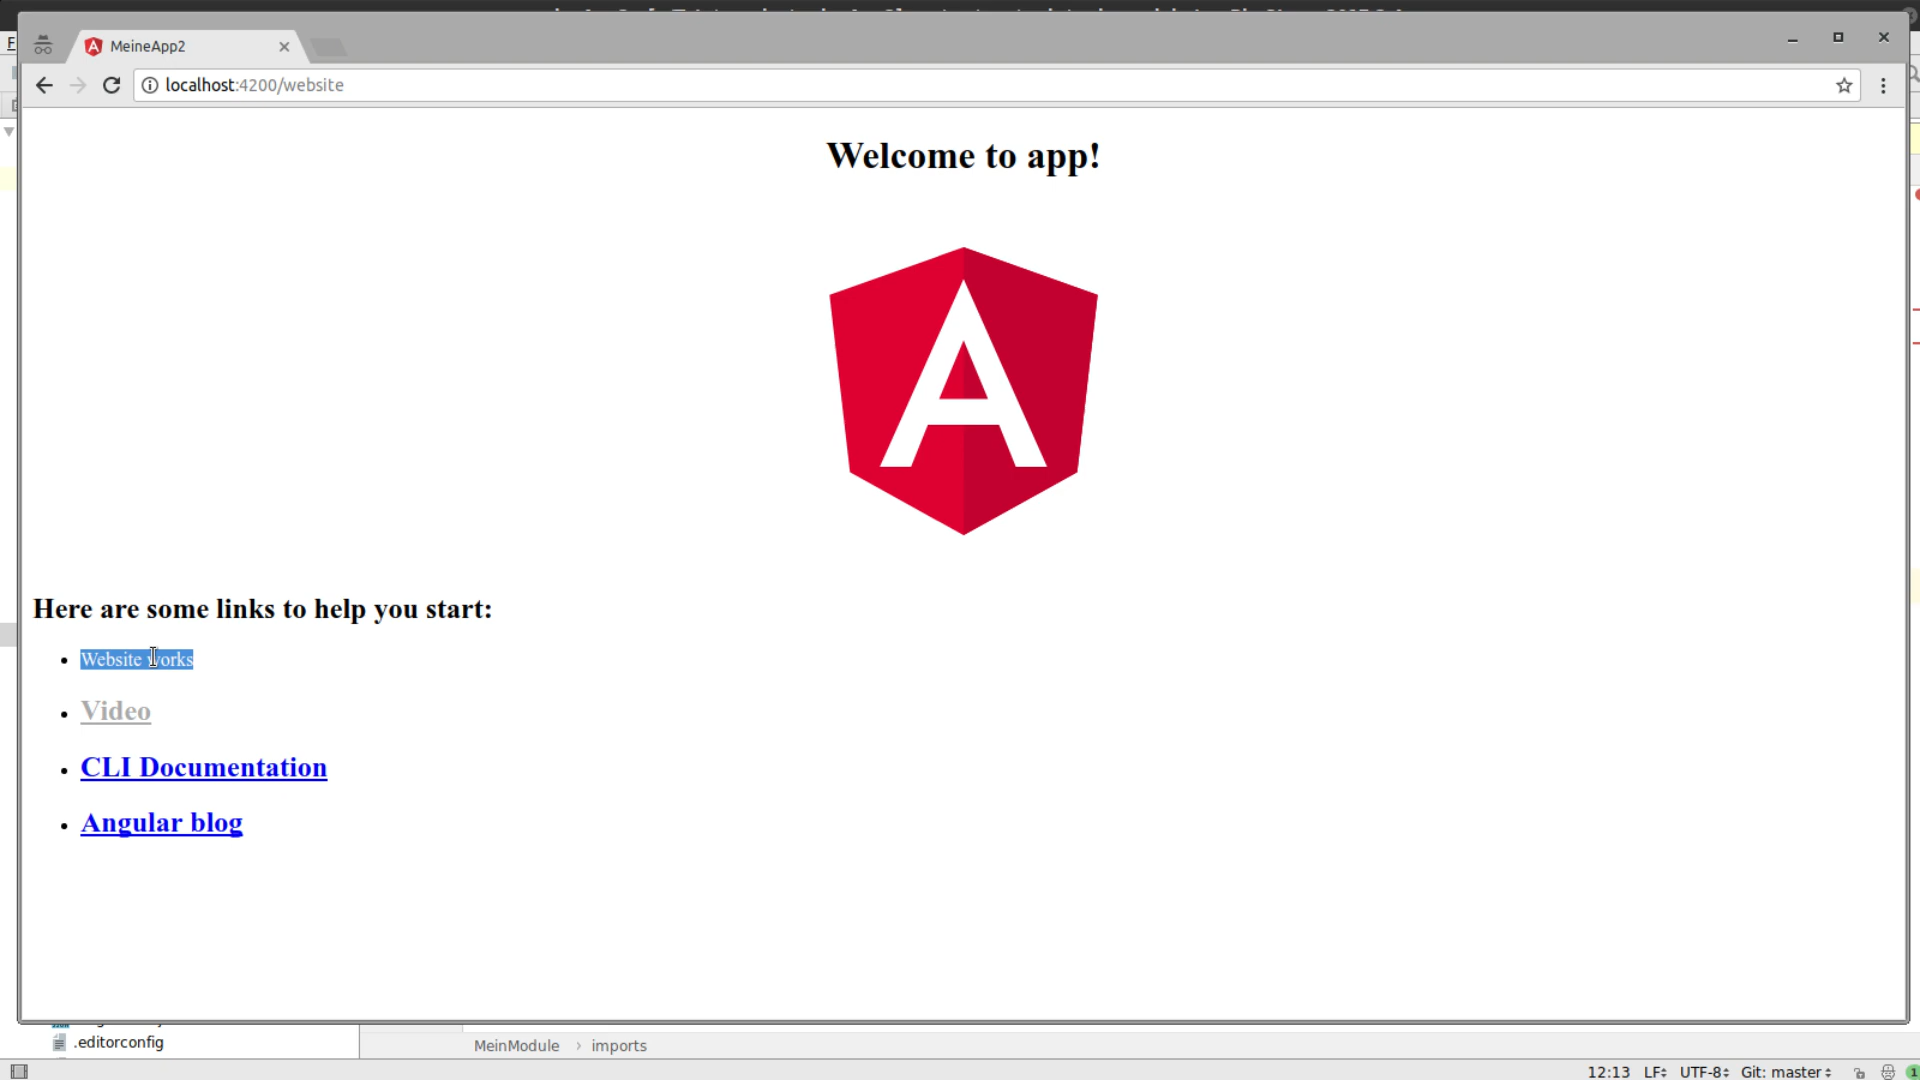 MeineApp2
localhost:4200/website
Welcome to app!
Here are some links to help you start:
Website works
Video
CLI Documentation
Angular blog
.editorconfig
MeinModule › imports
12:13 LF÷ UTF-8÷ Git: master÷